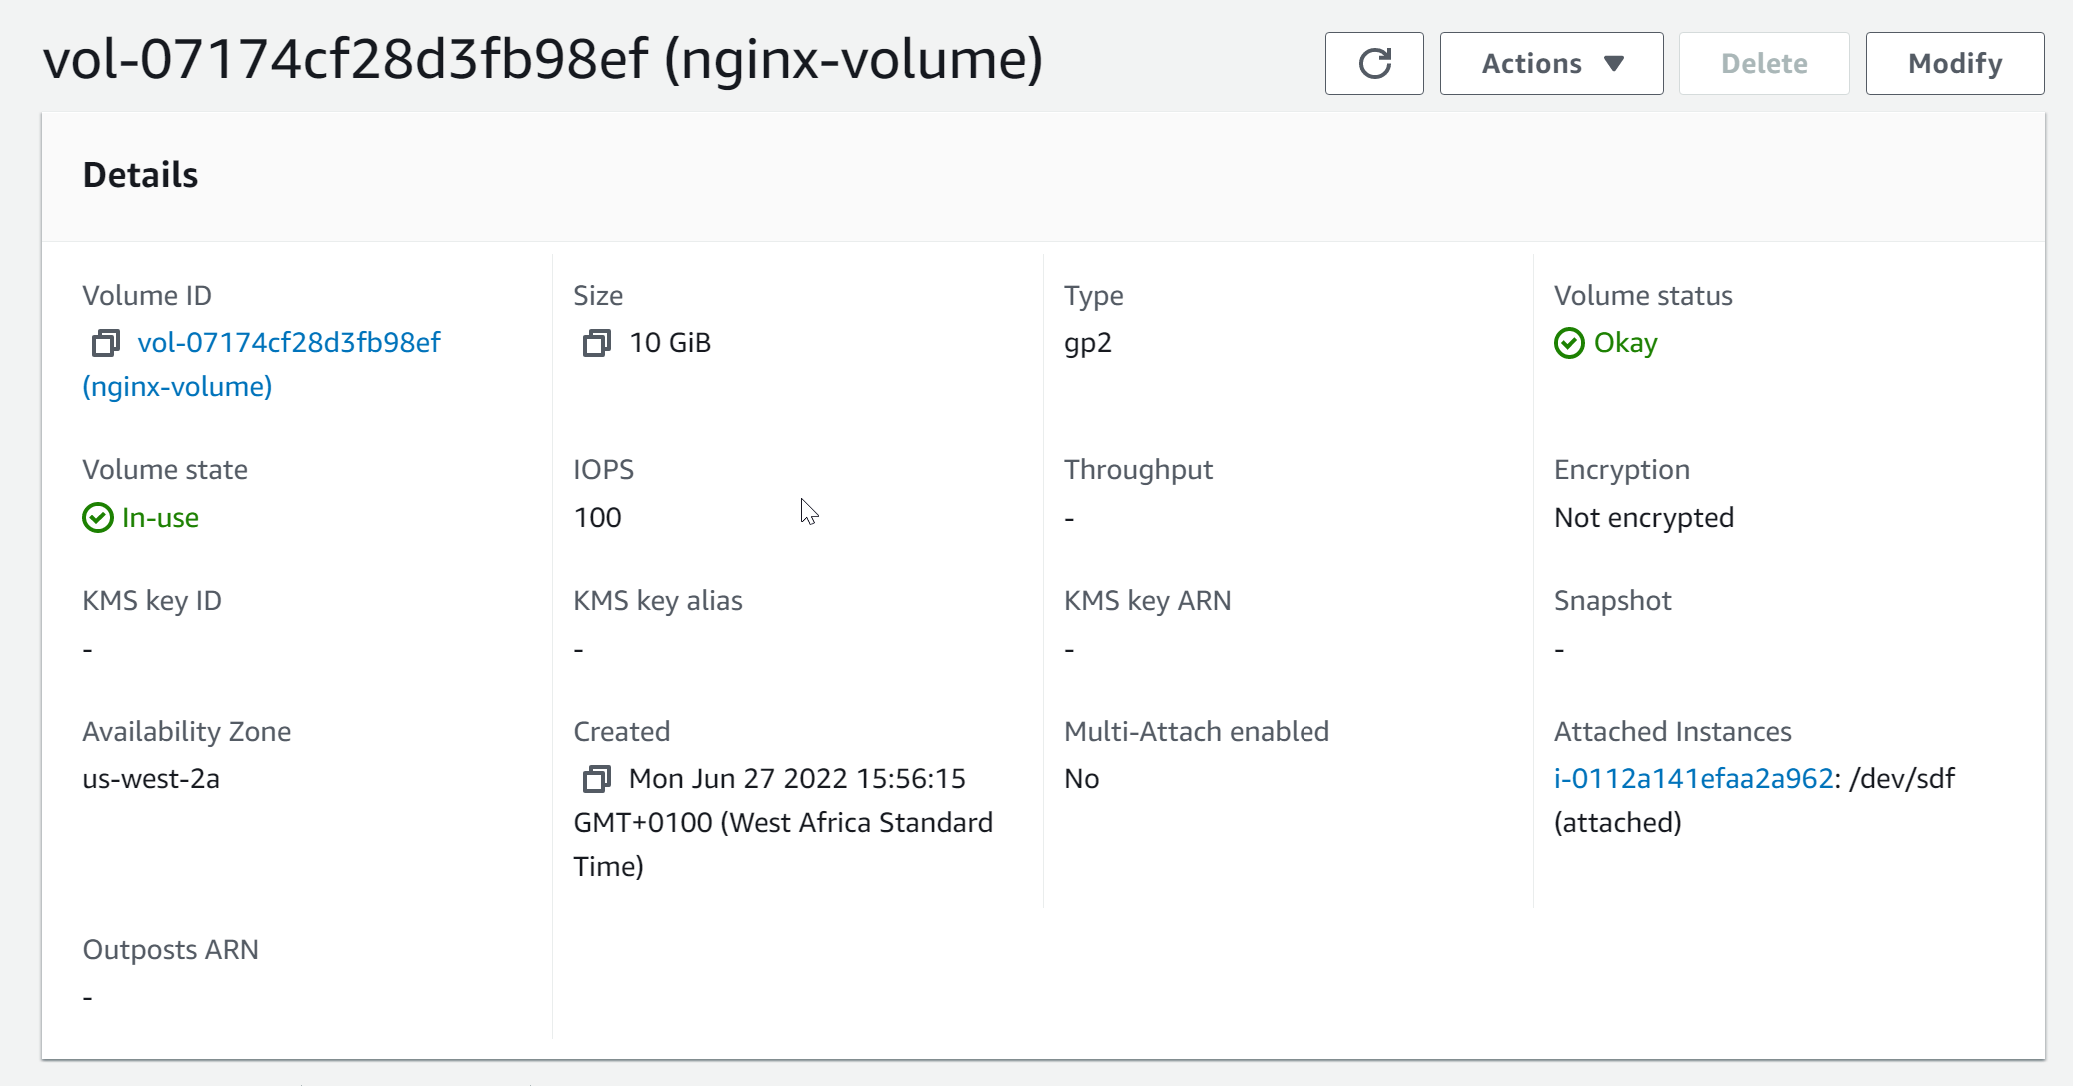 vol-07174cf28d3fb98ef (nginx-volume)
Actions
Delete
Modify
Details
Volume ID
vol-07174cf28d3fb98ef
(nginx-volume)
Size
10 GiB
Type
gp2
Volume status
Okay
Volume state
In-use
IOPS
100
Throughput
-
Encryption
Not encrypted
KMS key ID
-
KMS key alias
-
KMS key ARN
-
Snapshot
-
Availability Zone
us-west-2a
Created
Mon Jun 27 2022 15:56:15
GMT+0100 (West Africa Standard
Time)
Multi-Attach enabled
No
Attached Instances
i-0112a141efaa2a962: /dev/sdf
(attached)
Outposts ARN
-